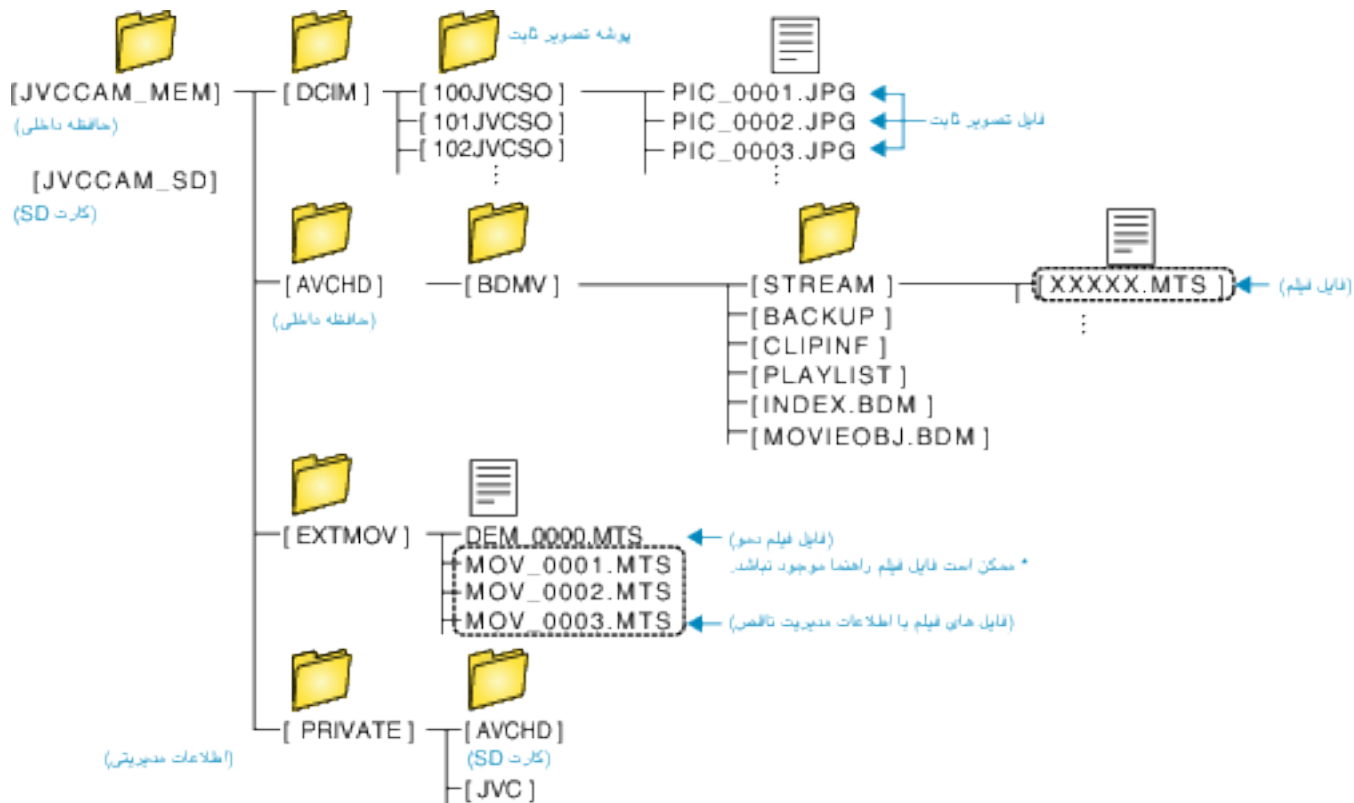 پوشه تصویر ثابت
[JVCCAM_MEM]
[DCIM]
[100JVCSO]
PIC_0001.JPG
(حافظه داخلی)
[101JVCSO]
PIC_0002.JPG
فایل تصویر ثابت
[102JVCSO]
PIC_0003.JPG
[JVCCAM_SD]
(کارت SD)
[AVCHD]
[BDMV]
[STREAM]
[XXXXX.MTS]
(فایل فیلم)
(حافظه داخلی)
[BACKUP]
[CLIPINF]
[PLAYLIST]
[INDEX.BDM]
[MOVIEOBJ.BDM]
[EXTMOV]
DEM_0000.MTS
(فایل فیلم دمو)
MOV_0001.MTS
* ممکن است فایل فیلم راهنما موجود نباشد.
MOV_0002.MTS
MOV_0003.MTS
(فایل های فیلم با اطلاعات مدیریت ناقص)
[PRIVATE]
[AVCHD]
(اطلاعات مدیریتی)
(کارت SD)
[JVC]